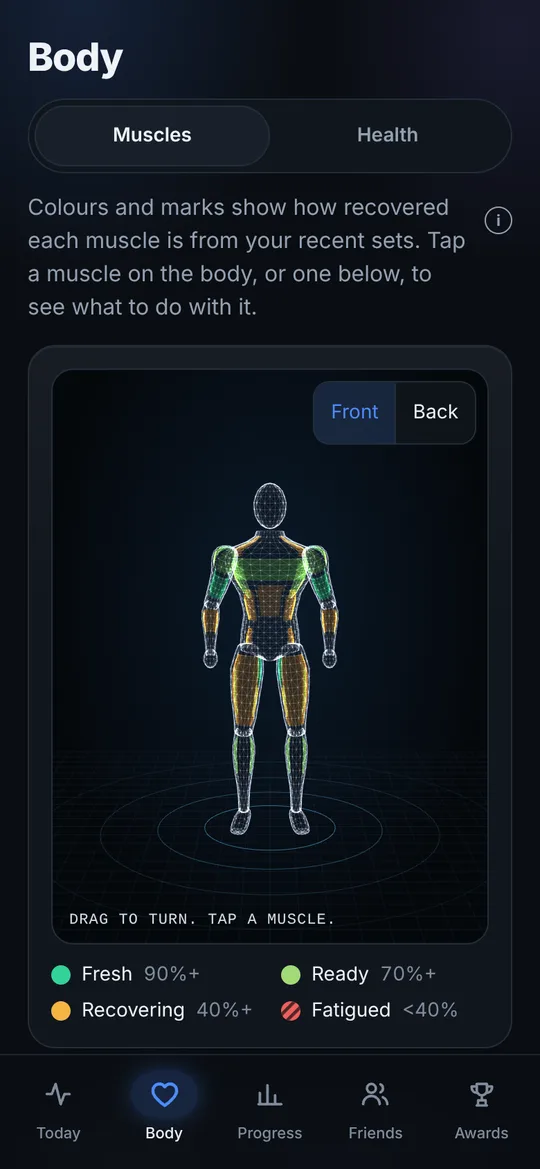 Body
Muscles
Health
Colours and marks show how recovered
each muscle is from your recent sets. Tap
a muscle on the body, or one below, to
see what to do with it.
i
Front
Back
DRAG TO TURN. TAP A MUSCLE.
Fresh 90%+
Ready 70%+
Recovering 40%+
Fatigued <40%
Today
Body
Progress
Friends
Awards